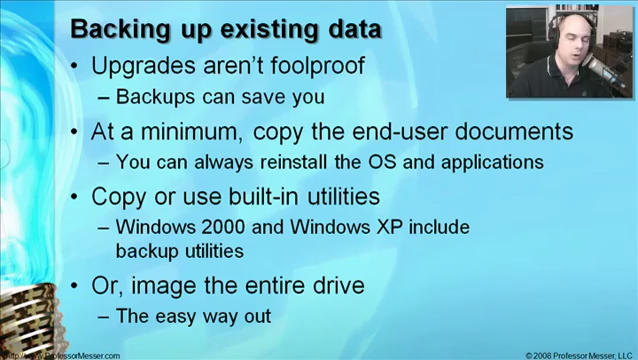 Backing up existing data
• Upgrades aren't foolproof
– Backups can save you
• At a minimum, copy the end-user documents
– You can always reinstall the OS and applications
• Copy or use built-in utilities
– Windows 2000 and Windows XP include
backup utilities
• Or, image the entire drive
– The easy way out
http://www.ProfessorMesser.com
© 2008 Professor Messer, LLC